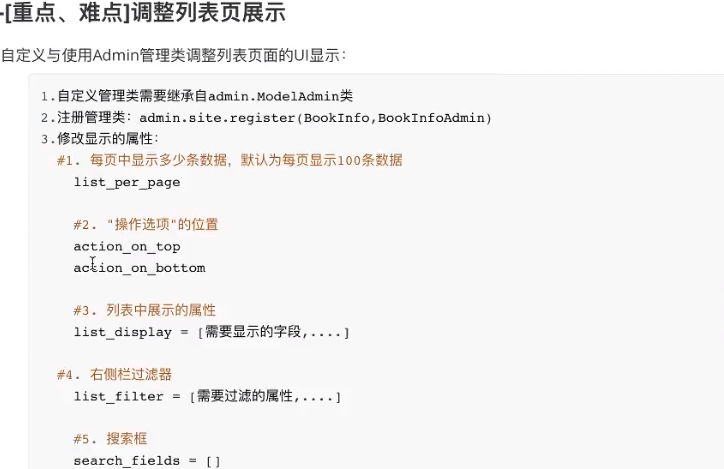 -[重点、难点]调整列表页展示
自定义与使用Admin管理类调整列表页面的UI显示：
1.自定义管理类需要继承自admin.ModelAdmin类
2.注册管理类：admin.site.register(BookInfo,BookInfoAdmin)
3.修改显示的属性：
#1. 每页中显示多少条数据，默认为每页显示100条数据
list_per_page
#2. "操作选项"的位置
action_on_top
action_on_bottom
#3. 列表中展示的属性
list_display = [需要显示的字段,....]
#4. 右侧栏过滤器
list_filter = [需要过滤的属性,....]
#5. 搜索框
search_fields = []